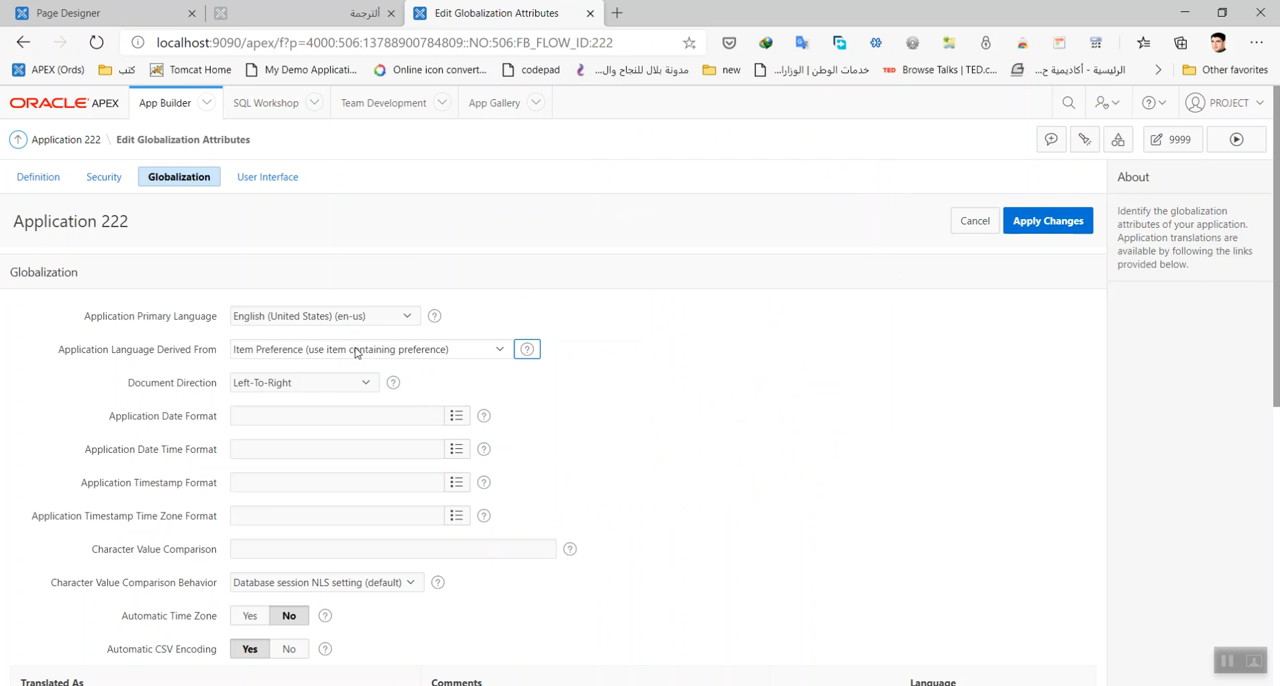 Page Designer
ألترجمة
Edit Globalization Attributes
localhost:9090/apex/f?p=4000:506:13788900784809::NO:506:FB_FLOW_ID:222
APEX (Ords)
كتب
Tomcat Home
My Demo Applicati...
Online icon convert...
codepad
مدونة بلال للنجاح وال...
new
خدمات الوطن | الوزارا...
TED
Browse Talks | TED.c...
الرئيسية - أكاديمية ح...
Other favorites
ORACLE APEX
App Builder
SQL Workshop
Team Development
App Gallery
PROJECT
Application 222 / Edit Globalization Attributes
9999
Definition
Security
Globalization
User Interface
About
Application 222
Cancel
Apply Changes
Identify the globalization
attributes of your application.
Application translations are
available by following the links
provided below.
Globalization
Application Primary Language
English (United States) (en-us)
Application Language Derived From
Item Preference (use item containing preference)
Document Direction
Left-To-Right
Application Date Format
Application Date Time Format
Application Timestamp Format
Application Timestamp Time Zone Format
Character Value Comparison
Character Value Comparison Behavior
Database session NLS setting (default)
Automatic Time Zone
Yes
No
Automatic CSV Encoding
Yes
No
Translated As
Comments
Language